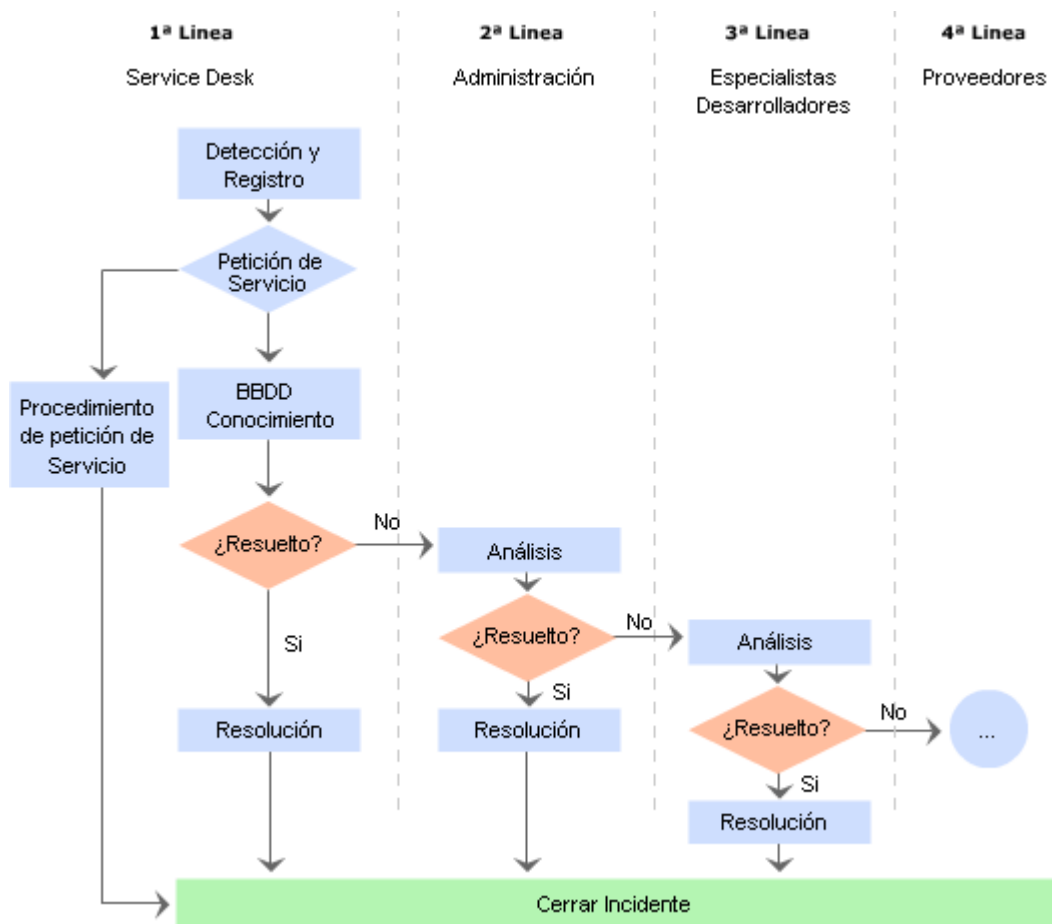 1ª Linea
2ª Linea
3ª Linea
4ª Linea
Service Desk
Administración
Especialistas
Desarrolladores
Proveedores
Detección y
Registro
Petición de
Servicio
Procedimiento
de petición de
Servicio
BBDD
Conocimiento
¿Resuelto?
No
Análisis
Si
¿Resuelto?
No
Análisis
Si
Resolución
Resolución
¿Resuelto?
No
...
Si
Resolución
Cerrar Incidente